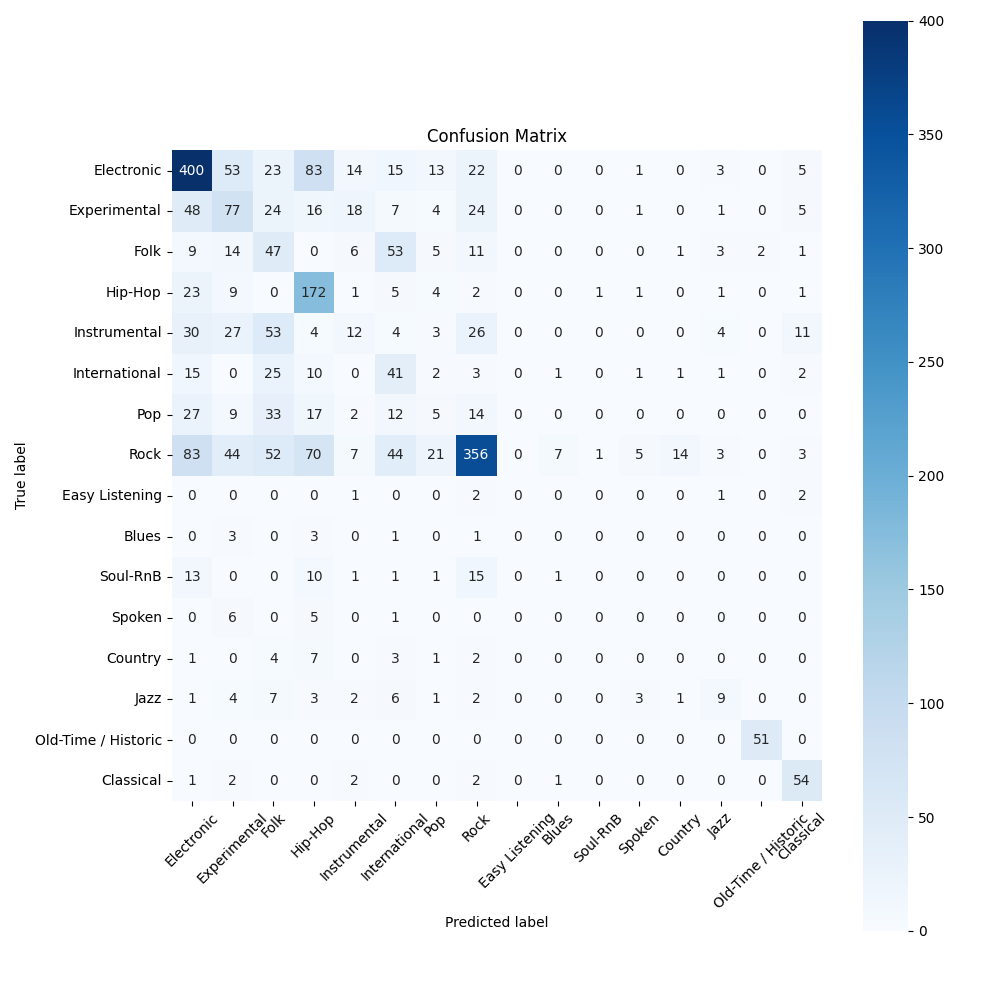 Confusion Matrix
Electronic 400 53 23 83 14 15 13 22 0 0 0 1 0 3 0 5
Experimental 48 77 24 16 18 7 4 24 0 0 0 1 0 1 0 5
Folk 9 14 47 0 6 53 5 11 0 0 0 0 1 3 2 1
Hip-Hop 23 9 0 172 1 5 4 2 0 0 1 1 0 1 0 1
Instrumental 30 27 53 4 12 4 3 26 0 0 0 0 0 4 0 11
International 15 0 25 10 0 41 2 3 0 1 0 1 1 1 0 2
Pop 27 9 33 17 2 12 5 14 0 0 0 0 0 0 0 0
Rock 83 44 52 70 7 44 21 356 0 7 1 5 14 3 0 3
Easy Listening 0 0 0 0 1 0 0 2 0 0 0 0 0 1 0 2
Blues 0 3 0 3 0 1 0 1 0 0 0 0 0 0 0 0
Soul-RnB 13 0 0 10 1 1 1 15 0 1 0 0 0 0 0 0
Spoken 0 6 0 5 0 1 0 0 0 0 0 0 0 0 0 0
Country 1 0 4 7 0 3 1 2 0 0 0 0 0 0 0 0
Jazz 1 4 7 3 2 6 1 2 0 0 0 3 1 9 0 0
Old-Time / Historic 0 0 0 0 0 0 0 0 0 0 0 0 0 0 51 0
Classical 1 2 0 0 2 0 0 2 0 1 0 0 0 0 0 54
Electronic
Experimental
Folk
Hip-Hop
Instrumental
International
Pop
Rock
Easy Listening
Blues
Soul-RnB
Spoken
Country
Jazz
Old-Time / Historic
Classical
Predicted label
True label
400
350
300
250
200
150
100
50
0